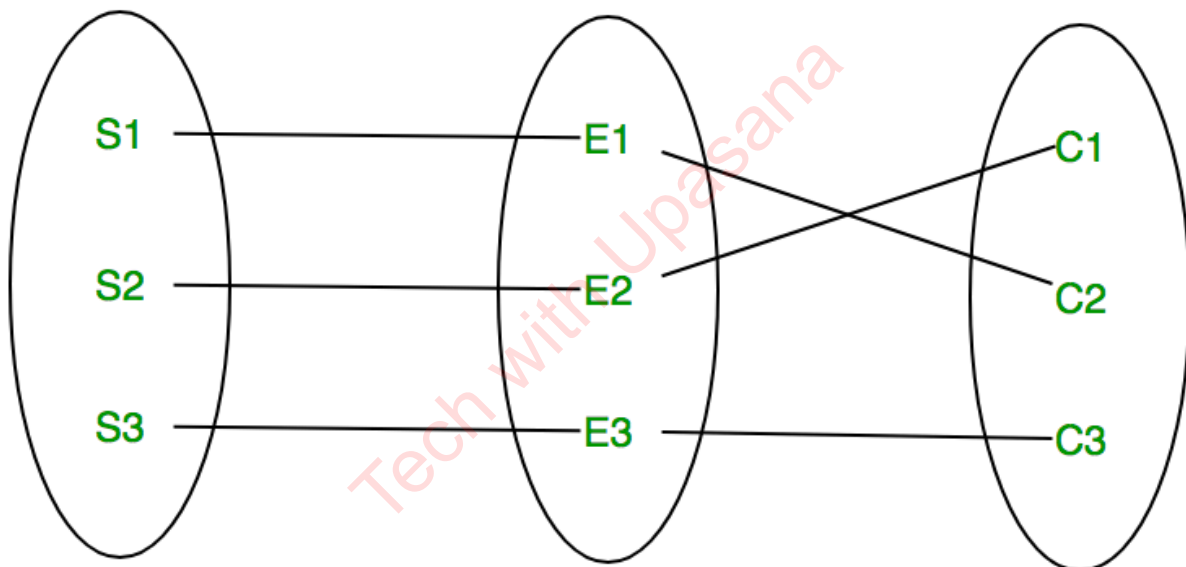 S1 E1 C1
S2 E2 C2
S3 E3 C3
Tech with Upasana